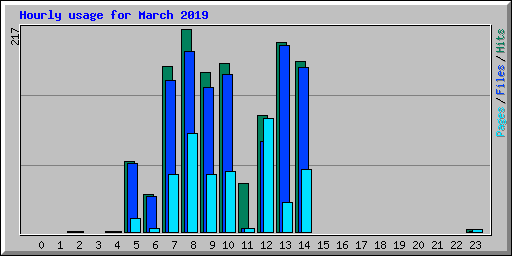 Hourly usage for March 2019
217
Pages / Files / Hits
0 1 2 3 4 5 6 7 8 9 10 11 12 13 14 15 16 17 18 19 20 21 22 23